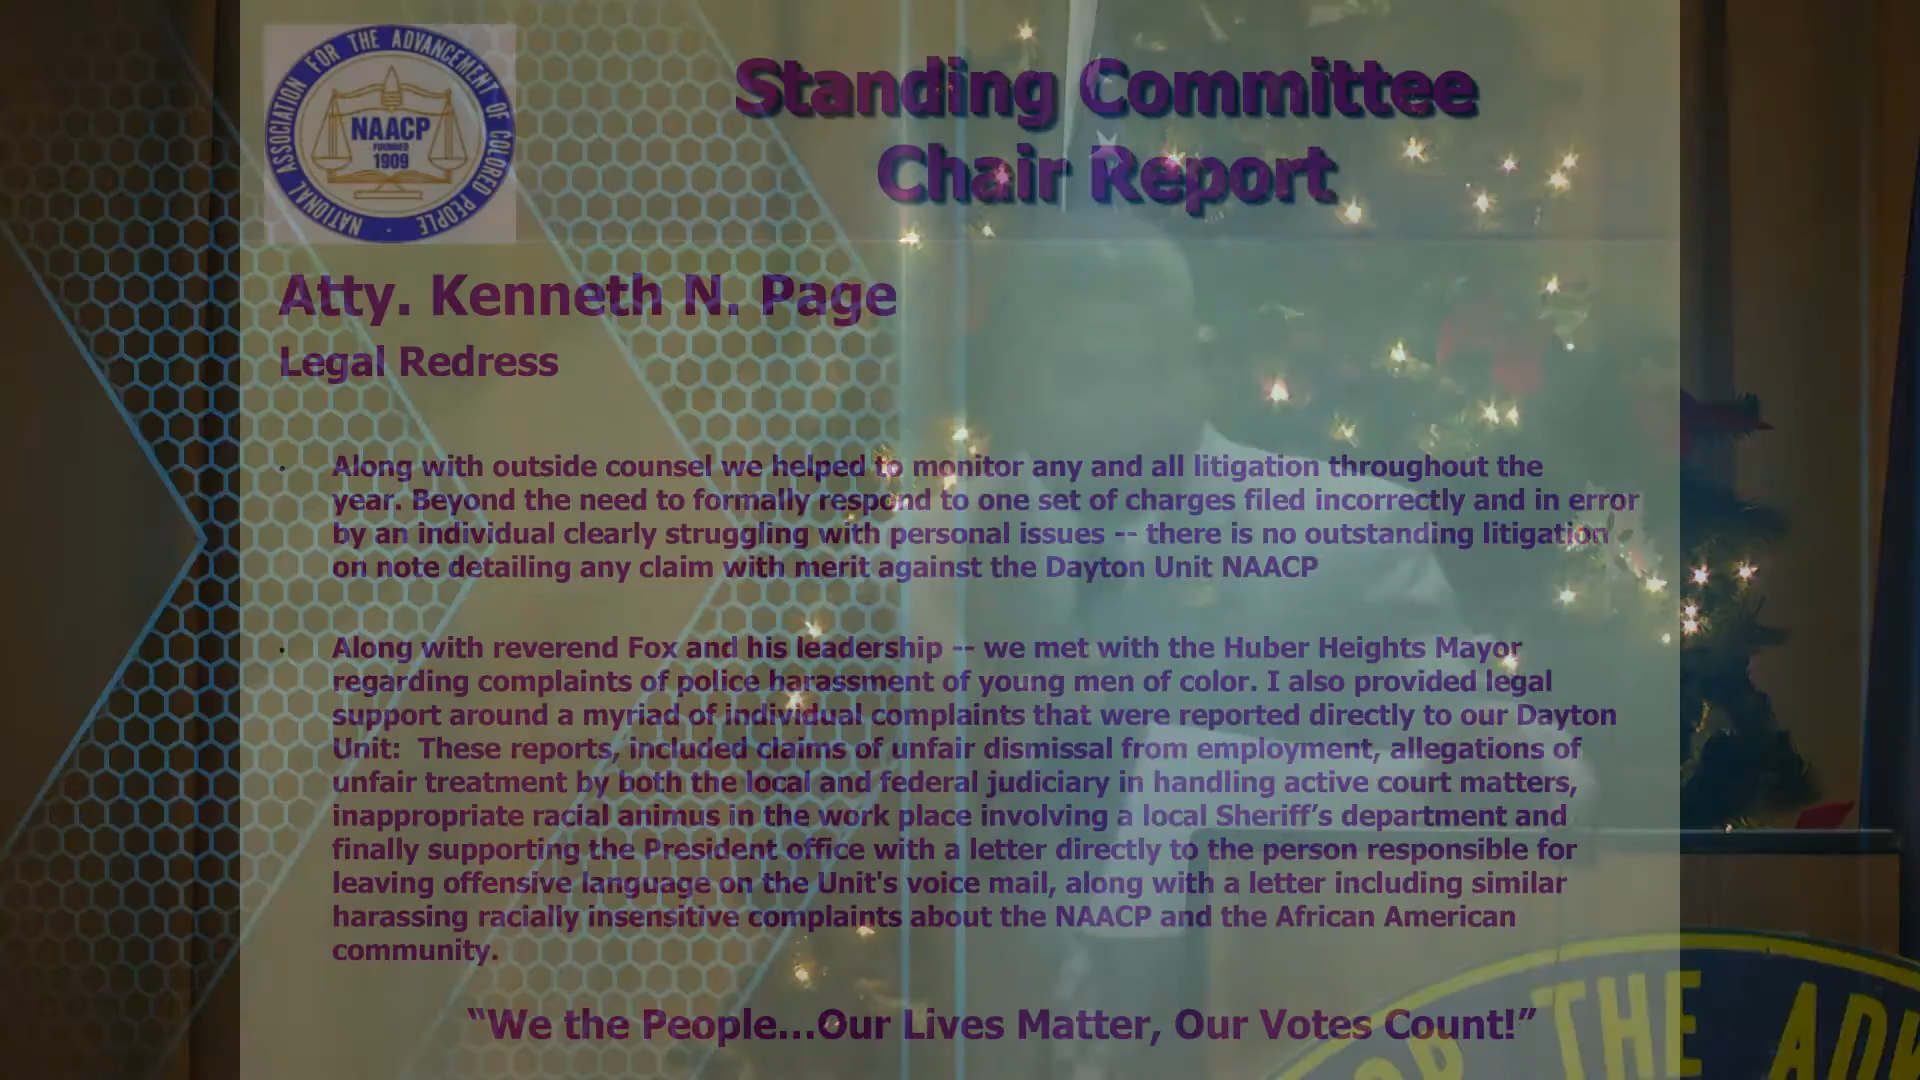 NATIONAL ASSOCIATION FOR THE ADVANCEMENT OF COLORED PEOPLE
NAACP
FOUNDED
1909
Standing Committee
Chair Report
Atty. Kenneth N. Page
Legal Redress
· Along with outside counsel we helped to monitor any and all litigation throughout the
year. Beyond the need to formally respond to one set of charges filed incorrectly and in error
by an individual clearly struggling with personal issues -- there is no outstanding litigation
on note detailing any claim with merit against the Dayton Unit NAACP
· Along with reverend Fox and his leadership -- we met with the Huber Heights Mayor
regarding complaints of police harassment of young men of color. I also provided legal
support around a myriad of individual complaints that were reported directly to our Dayton
Unit:  These reports, included claims of unfair dismissal from employment, allegations of
unfair treatment by both the local and federal judiciary in handling active court matters,
inappropriate racial animus in the work place involving a local Sheriff’s department and
finally supporting the President office with a letter directly to the person responsible for
leaving offensive language on the Unit's voice mail, along with a letter including similar
harassing racially insensitive complaints about the NAACP and the African American
community.
“We the People...Our Lives Matter, Our Votes Count!”
THE